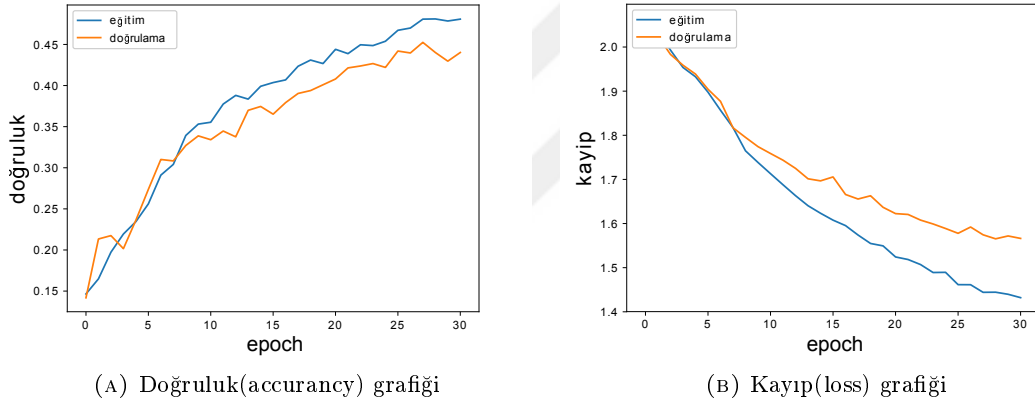 eğitim
doğrulama
0.45
0.40
0.35
0.30
0.25
0.20
0.15
doğruluk
0 5 10 15 20 25 30
epoch
(A) Doğruluk(accurancy) grafiği
eğitim
doğrulama
2.0
1.9
1.8
1.7
1.6
1.5
1.4
kayip
0 5 10 15 20 25 30
epoch
(B) Kayıp(loss) grafiği